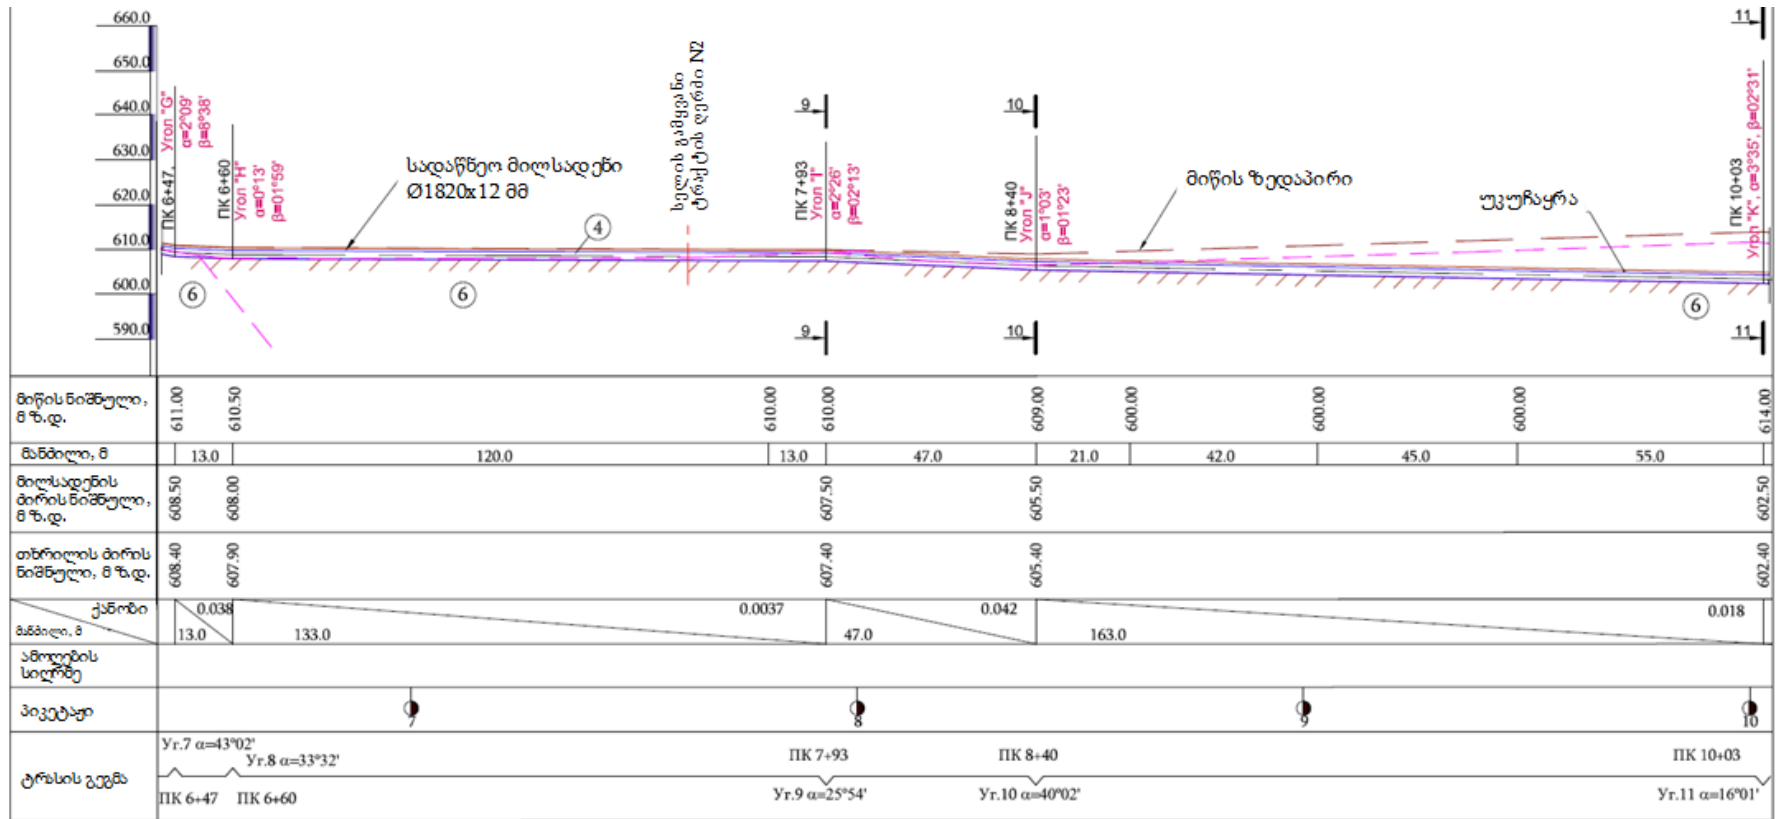 660.0
650.0
640.0
630.0
620.0
610.0
600.0
590.0
ПК 6+47, Угол "G"
α=2°09'
β=8°38'
ПК 6+60
Угол "H"
α=0°13'
β=01°59'
სადაწნეო მილსადენი
Ø1820x12 მმ
4
სელის გამყვანი
ტრაქტის ღერძი N2
9
ПК 7+93
Угол "I"
α=2°26'
β=02°13'
10
ПК 8+40
Угол "J"
α=1°03'
β=01°23'
მიწის ზედაპირი
უკუჩაყრა
11
ПК 10+03
Угол "K", α=3°35', β=02°31'
6
6
6
9
10
11
მიწის ნიშნული,
მ ზ.დ.
611.00 610.50 610.00 610.00 609.00 600.00 600.00 600.00 614.00
მანძილი, მ
13.0 120.0 13.0 47.0 21.0 42.0 45.0 55.0
მილსადენის
ძირის ნიშნული,
მ ზ.დ.
608.50 608.00 607.50 605.50 602.50
თხრილის ძირის
ნიშნული, მ ზ.დ.
608.40 607.90 607.40 605.40 602.40
ქანობი
0.038 0.0037 0.042 0.018
მანძილი, მ
13.0 133.0 47.0 163.0
ამოღების
სიღრმე
პიკეტაჟი
7 8 9 10
ტრასის გეგმა
Уг.7 α=43°02'
Уг.8 α=33°32'
ПК 7+93 ПК 8+40 ПК 10+03
ПК 6+47 ПК 6+60
Уг.9 α=25°54' Уг.10 α=40°02' Уг.11 α=16°01'